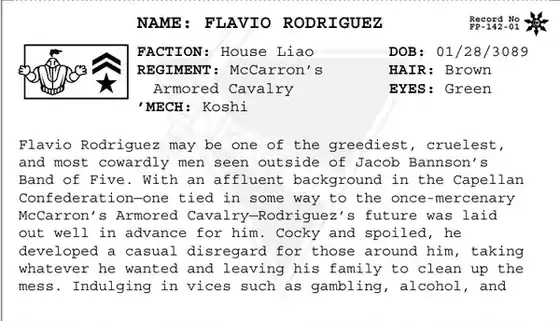 NAME: FLAVIO RODRIGUEZ
Record No
FP-142-01
FACTION: House Liao
DOB: 01/28/3089
REGIMENT: McCarron's
HAIR: Brown
Armored Cavalry
EYES: Green
'MECH: Koshi
Flavio Rodriguez may be one of the greediest, cruelest,
and most cowardly men seen outside of Jacob Bannson's
Band of Five. With an affluent background in the Capellan
Confederation—one tied in some way to the once-mercenary
McCarron's Armored Cavalry—Rodriguez's future was laid
out well in advance for him. Cocky and spoiled, he
developed a casual disregard for those around him, taking
whatever he wanted and leaving his family to clean up the
mess. Indulging in vices such as gambling, alcohol, and